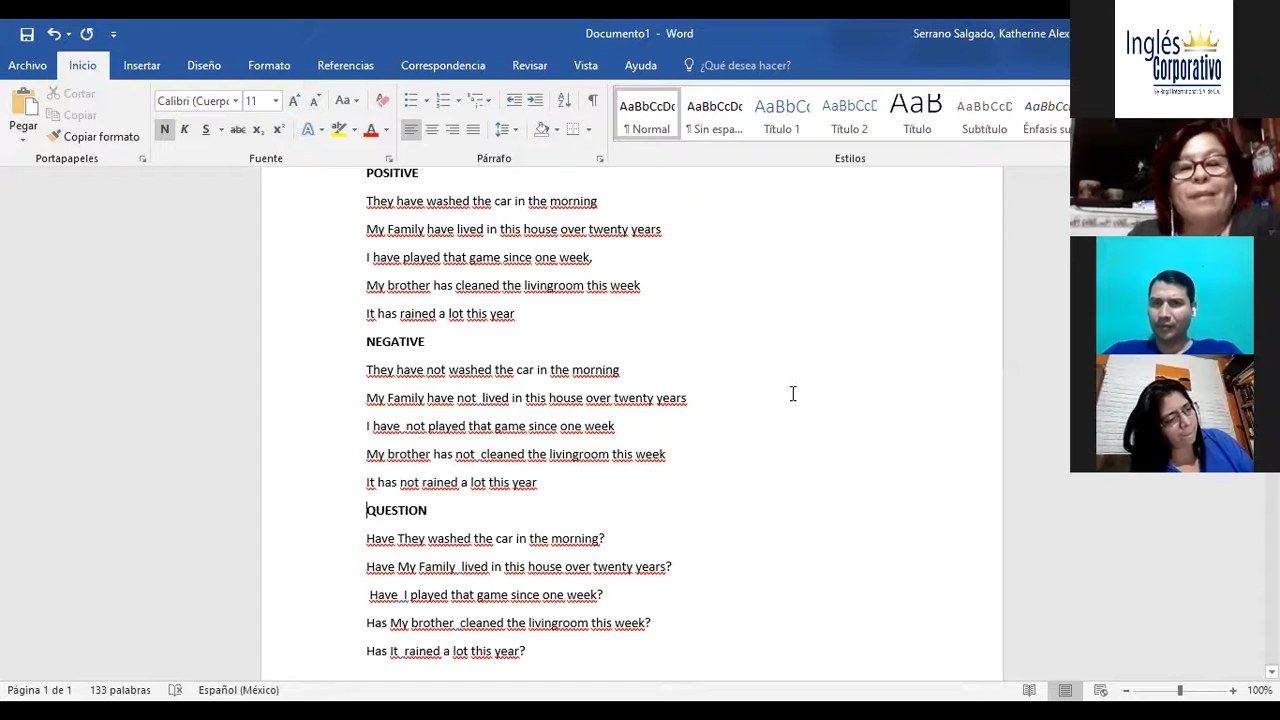 Documento1 - Word
Serrano Salgado, Katherine Alex
Archivo Inicio Insertar Diseño Formato Referencias Correspondencia Revisar Vista Ayuda ¿Qué desea hacer?
Pegar
Cortar
Copiar
Copiar formato
Calibri (Cuerpo 11
Aa
N K S abc x₂ x² A A
AaBbCcDc AaBbCcDc AaBbCc AaBbCcD AaB AaBbCcD AaBbCcD
¶ Normal ¶ Sin espa... Título 1 Título 2 Título Subtítulo Énfasis su
Portapapeles Fuente Párrafo Estilos
Inglés
Corporativo
POSITIVE
They have washed the car in the morning
My Family have lived in this house over twenty years
I have played that game since one week,
My brother has cleaned the livingroom this week
It has rained a lot this year
NEGATIVE
They have not washed the car in the morning
My Family have not  lived in this house over twenty years
I have  not played that game since one week
My brother has not  cleaned the livingroom this week
It has not rained a lot this year
QUESTION
Have They washed the car in the morning?
Have My Family  lived in this house over twenty years?
Have  I played that game since one week?
Has My brother  cleaned the livingroom this week?
Has It  rained a lot this year?
Página 1 de 1 133 palabras Español (México) 100%